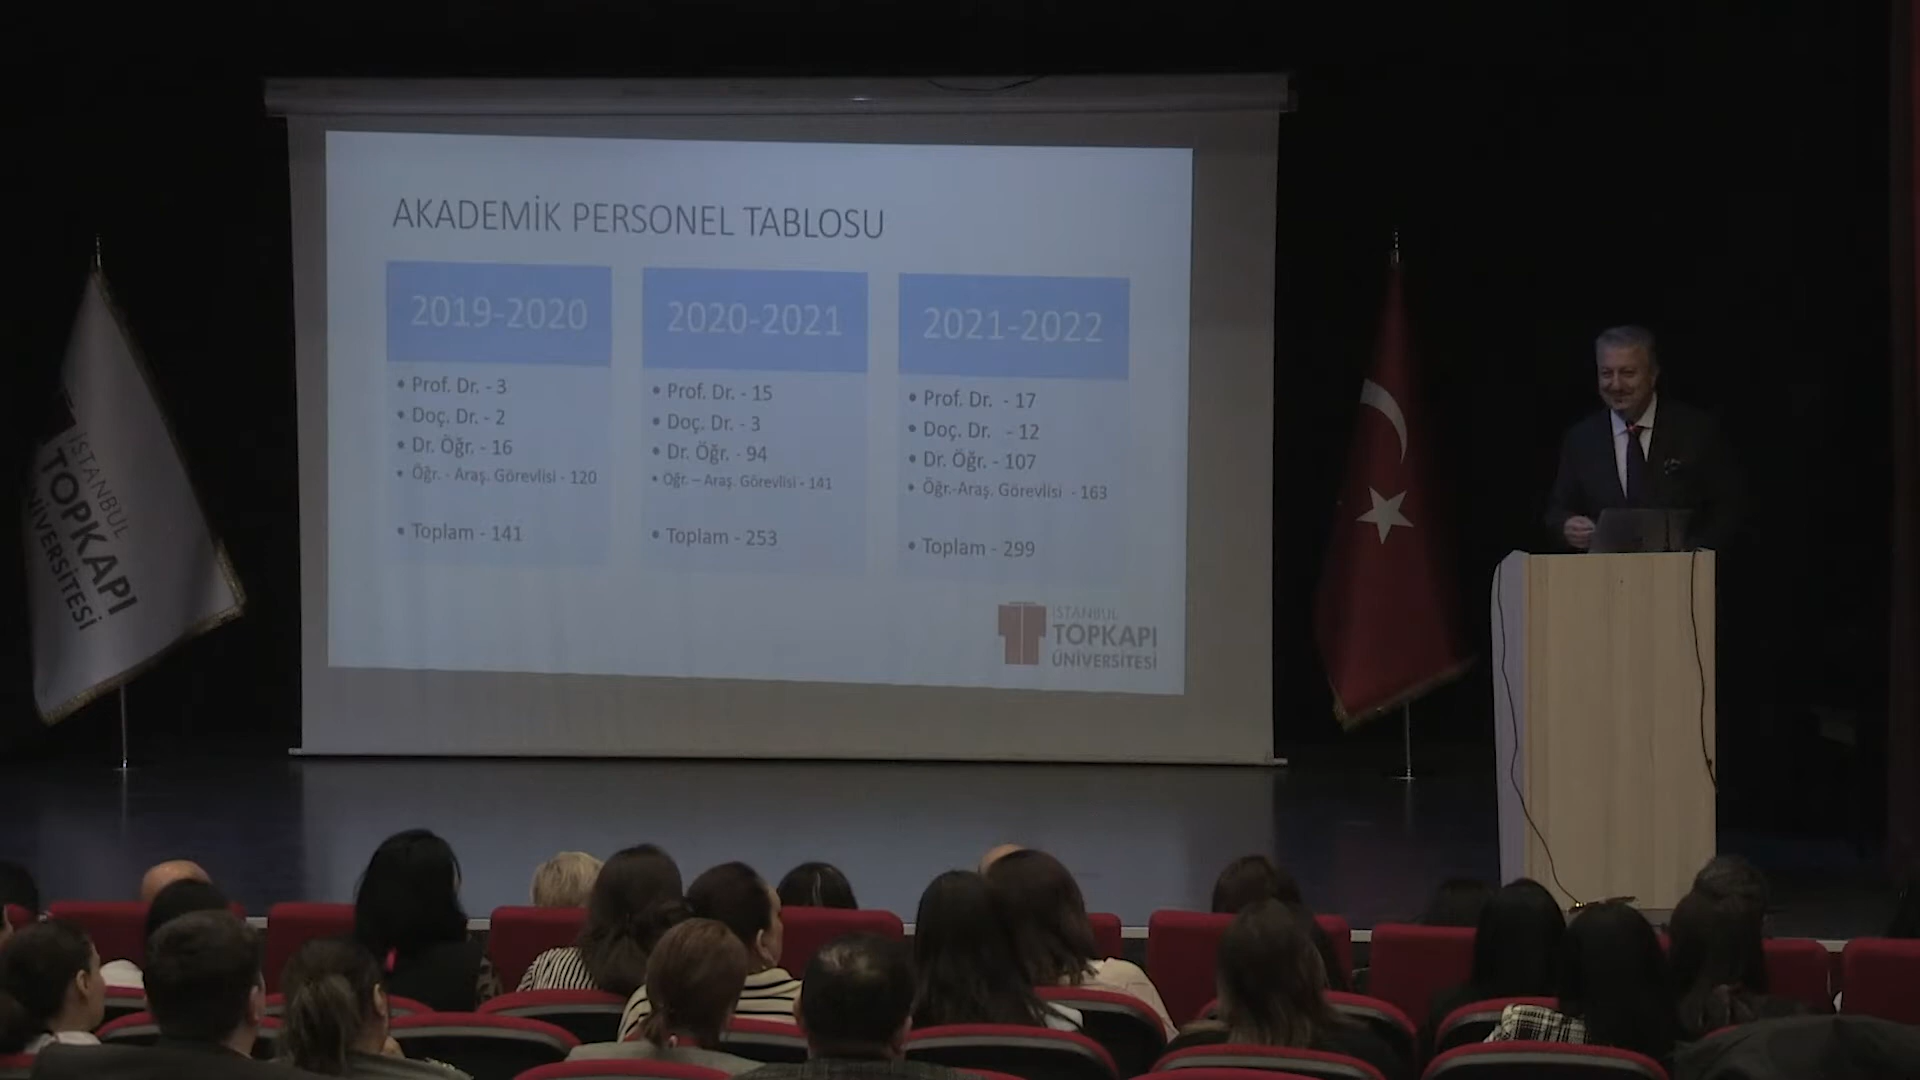 AKADEMİK PERSONEL TABLOSU
2019-2020
• Prof. Dr. - 3
• Doç. Dr. - 2
• Dr. Öğr. - 16
• Öğr. - Araş. Görevlisi - 120
• Toplam - 141
2020-2021
• Prof. Dr. - 15
• Doç. Dr. - 3
• Dr. Öğr. - 94
• Öğr. – Araş. Görevlisi - 141
• Toplam - 253
2021-2022
• Prof. Dr. - 17
• Doç. Dr. - 12
• Dr. Öğr. - 107
• Öğr.-Araş. Görevlisi - 163
• Toplam - 299
İSTANBUL
TOPKAPI
ÜNİVERSİTESİ
İSTANBUL
TOPKAPI
ÜNİVERSİTESİ